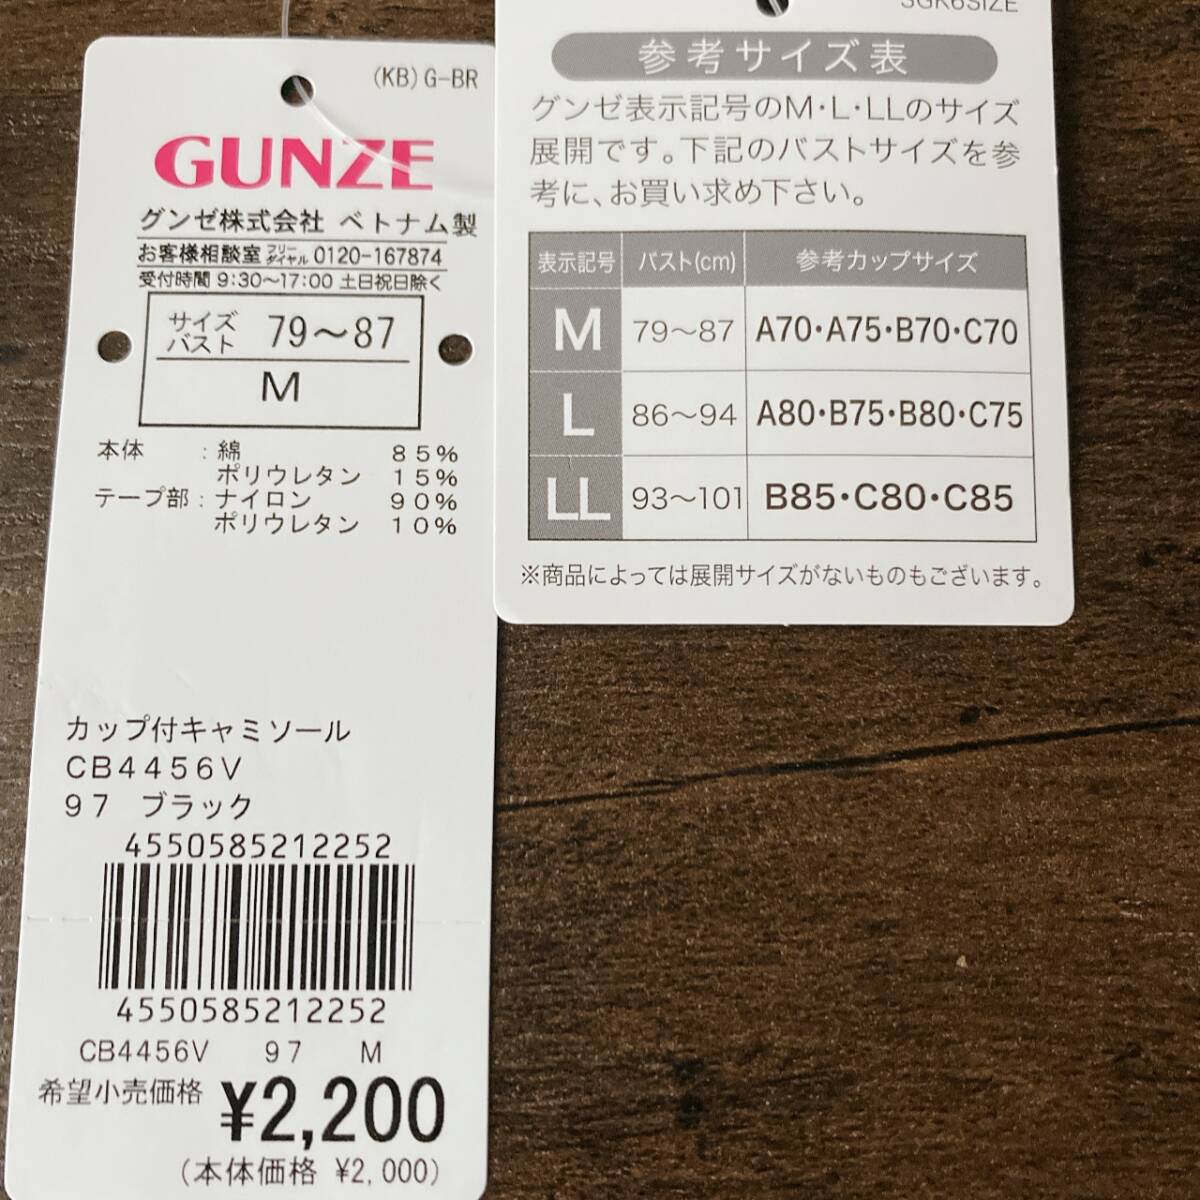 (KB)G-BR
GUNZE
グンゼ株式会社 ベトナム製
お客様相談室 フリーダイヤル 0120-167874
受付時間 9:30〜17:00 土日祝日除く
サイズ
バスト 79〜87
M
本体 : 綿 85%
ポリウレタン 15%
テープ部 : ナイロン 90%
ポリウレタン 10%
カップ付キャミソール
CB4456V
97 ブラック
4550585212252
4550585212252
CB4456V 97 M
希望小売価格 ¥2,200
(本体価格 ¥2,000)
SGK6SIZE
参考サイズ表
グンゼ表示記号のM・L・LLのサイズ
展開です。下記のバストサイズを参
考に、お買い求め下さい。
表示記号 バスト(cm) 参考カップサイズ
M 79〜87 A70・A75・B70・C70
L 86〜94 A80・B75・B80・C75
LL 93〜101 B85・C80・C85
※商品によっては展開サイズがないものもございます。